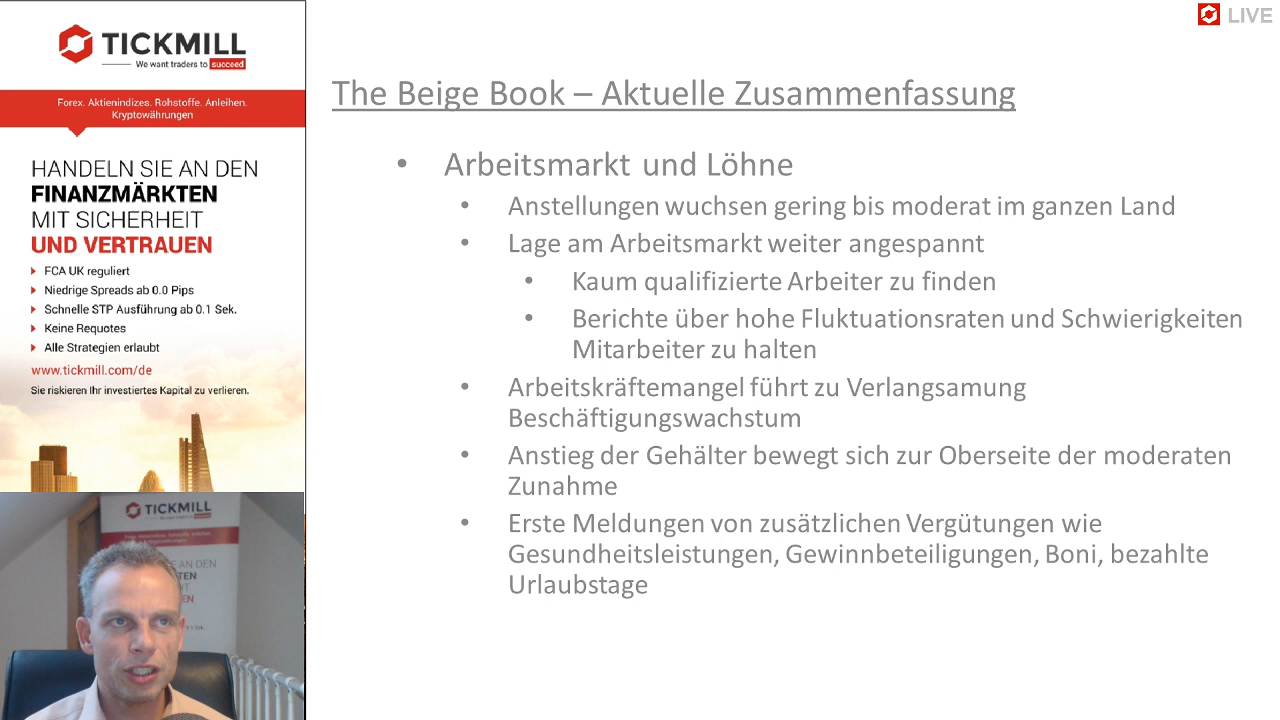 TICKMILL
We want traders to succeed
Forex. Aktienindizes. Rohstoffe. Anleihen.
Kryptowährungen
HANDELN SIE AN DEN
FINANZMÄRKTEN
MIT SICHERHEIT
UND VERTRAUEN
FCA UK reguliert
Niedrige Spreads ab 0.0 Pips
Schnelle STP Ausführung ab 0.1 Sek.
Keine Requotes
Alle Strategien erlaubt
www.tickmill.com/de
Sie riskieren Ihr investiertes Kapital zu verlieren.
TICKMILL
LIVE
The Beige Book – Aktuelle Zusammenfassung
• Arbeitsmarkt und Löhne
• Anstellungen wuchsen gering bis moderat im ganzen Land
• Lage am Arbeitsmarkt weiter angespannt
• Kaum qualifizierte Arbeiter zu finden
• Berichte über hohe Fluktuationsraten und Schwierigkeiten
Mitarbeiter zu halten
• Arbeitskräftemangel führt zu Verlangsamung
Beschäftigungswachstum
• Anstieg der Gehälter bewegt sich zur Oberseite der moderaten
Zunahme
• Erste Meldungen von zusätzlichen Vergütungen wie
Gesundheitsleistungen, Gewinnbeteiligungen, Boni, bezahlte
Urlaubstage